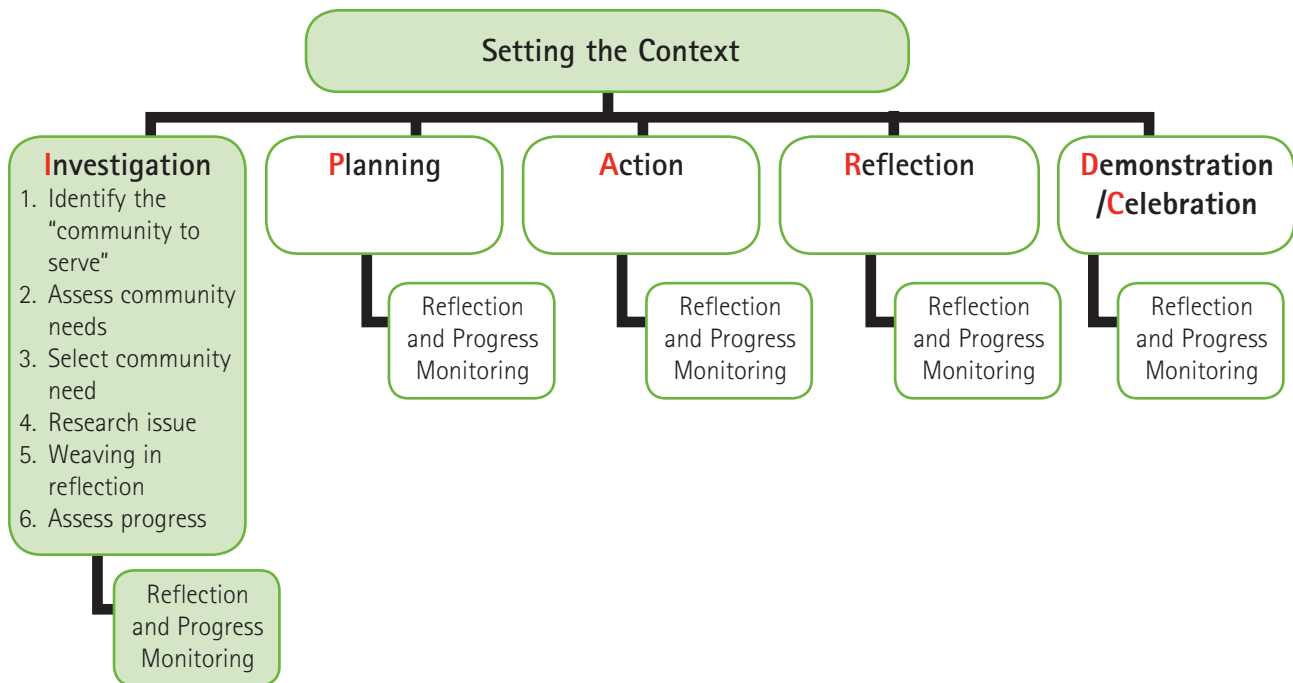 Setting the Context
Investigation
1. Identify the
"community to
serve"
2. Assess community
needs
3. Select community
need
4. Research issue
5. Weaving in
reflection
6. Assess progress
Reflection
and Progress
Monitoring
Planning
Reflection
and Progress
Monitoring
Action
Reflection
and Progress
Monitoring
Reflection
Reflection
and Progress
Monitoring
Demonstration
/Celebration
Reflection
and Progress
Monitoring